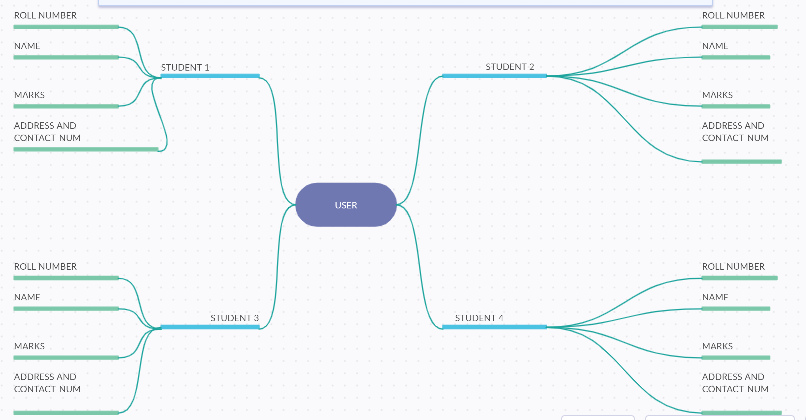 ROLL NUMBER
NAME
STUDENT 1
MARKS
ADDRESS AND
CONTACT NUM
ROLL NUMBER
NAME
STUDENT 2
MARKS
ADDRESS AND
CONTACT NUM
USER
ROLL NUMBER
NAME
STUDENT 3
MARKS
ADDRESS AND
CONTACT NUM
ROLL NUMBER
NAME
STUDENT 4
MARKS
ADDRESS AND
CONTACT NUM